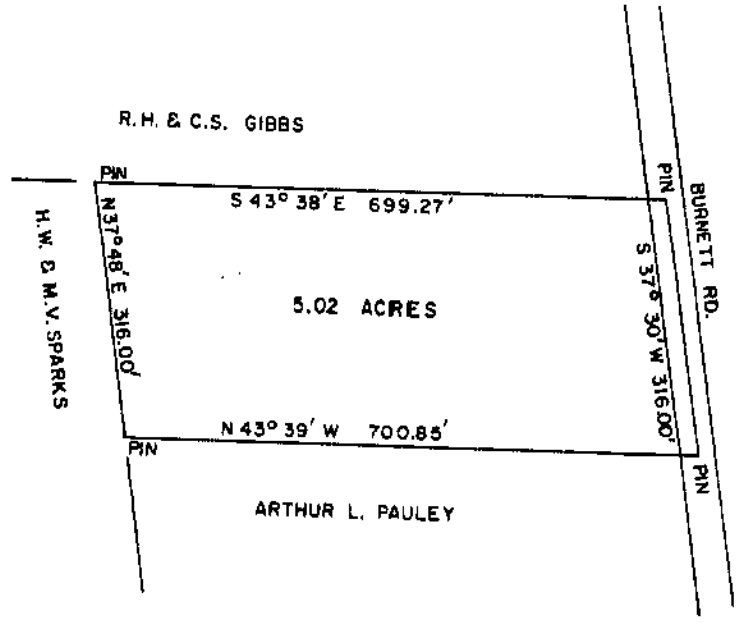 R.H. & C.S. GIBBS
PIN
PIN
S 43° 38' E 699.27'
BURNETT RD.
N 37° 48' E 316.00'
H.W. & M.V. SPARKS
5.02 ACRES
S 37° 30' W 316.00'
N 43° 39' W 700.85'
PIN
PIN
ARTHUR L. PAULEY